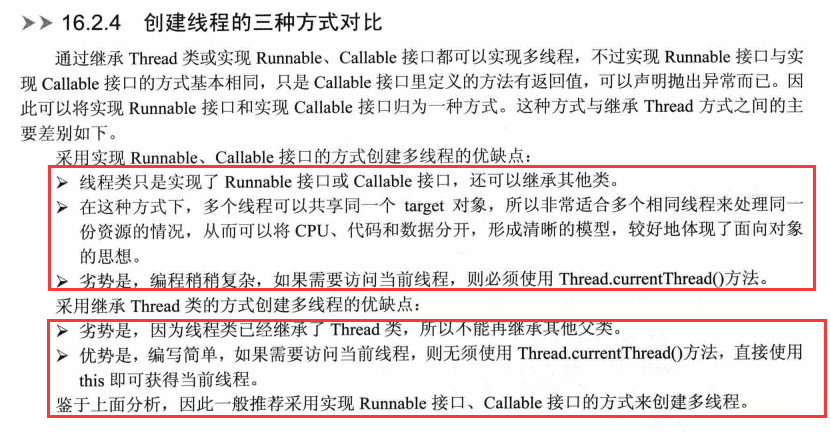 16.2.4 创建线程的三种方式对比
通过继承 Thread 类或实现 Runnable、Callable 接口都可以实现多线程，不过实现 Runnable 接口与实
现 Callable 接口的方式基本相同，只是 Callable 接口里定义的方法有返回值，可以声明抛出异常而已。因
此可以将实现 Runnable 接口和实现 Callable 接口归为一种方式。这种方式与继承 Thread 方式之间的主
要差别如下。
采用实现 Runnable、Callable 接口的方式创建多线程的优缺点：
➢ 线程类只是实现了 Runnable 接口或 Callable 接口，还可以继承其他类。
➢ 在这种方式下，多个线程可以共享同一个 target 对象，所以非常适合多个相同线程来处理同一
份资源的情况，从而可以将 CPU、代码和数据分开，形成清晰的模型，较好地体现了面向对象
的思想。
➢ 劣势是，编程稍稍复杂，如果需要访问当前线程，则必须使用 Thread.currentThread()方法。
采用继承 Thread 类的方式创建多线程的优缺点：
➢ 劣势是，因为线程类已经继承了 Thread 类，所以不能再继承其他父类。
➢ 优势是，编写简单，如果需要访问当前线程，则无须使用 Thread.currentThread()方法，直接使用
this 即可获得当前线程。
鉴于上面分析，因此一般推荐采用实现 Runnable 接口、Callable 接口的方式来创建多线程。